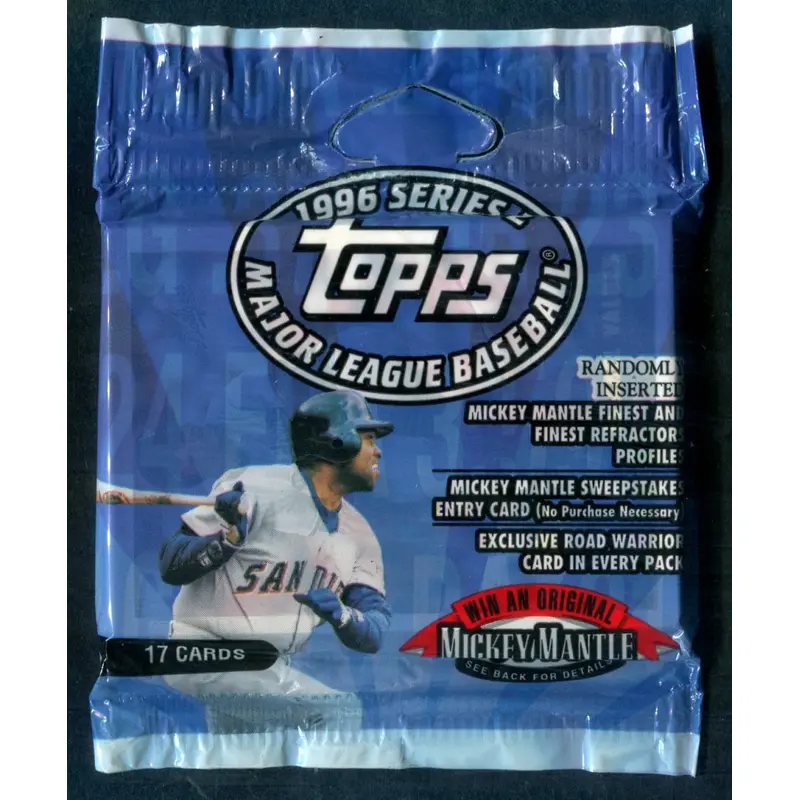 1996 SERIES 2
TOPPS®
MAJOR LEAGUE BASEBALL
RANDOMLY
INSERTED
MICKEY MANTLE FINEST AND
FINEST REFRACTORS
PROFILES
MICKEY MANTLE SWEEPSTAKES
ENTRY CARD (No Purchase Necessary)
EXCLUSIVE ROAD WARRIOR
CARD IN EVERY PACK
SAN DI
17 CARDS
WIN AN ORIGINAL
MICKEY MANTLE
SEE BACK FOR DETAILS